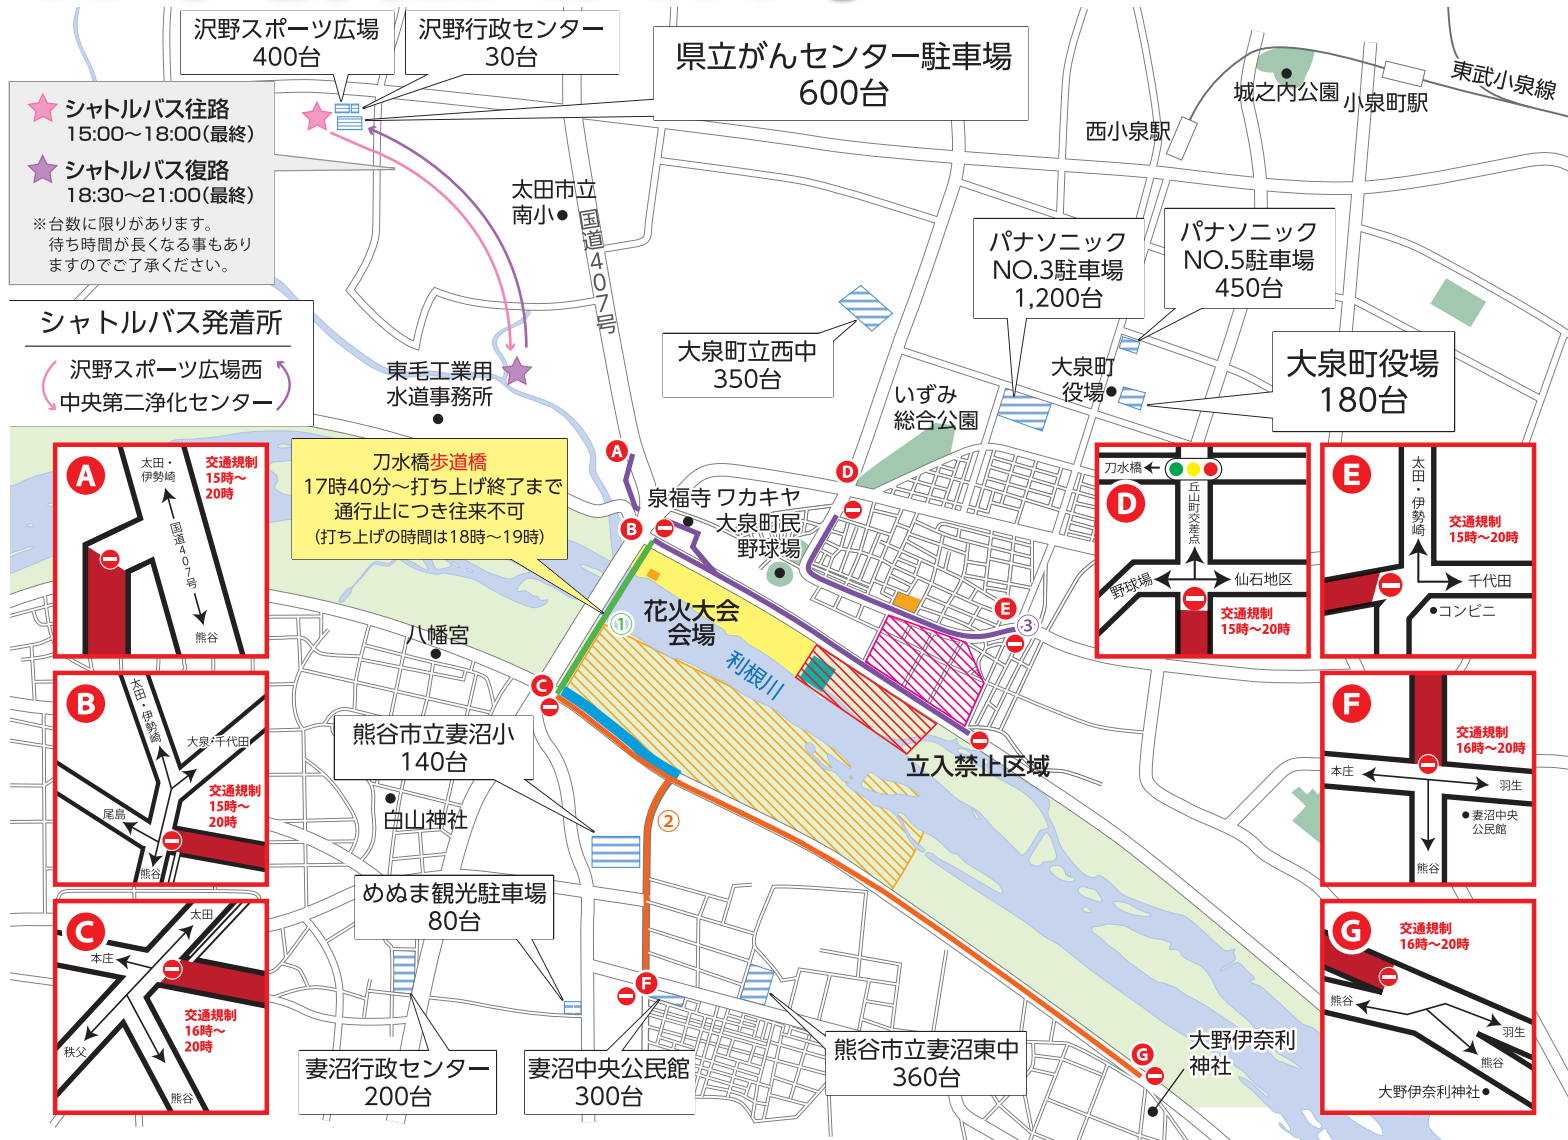 沢野スポーツ広場
400台
沢野行政センター
30台
県立がんセンター駐車場
600台
城之内公園
小泉町駅
東武小泉線
西小泉駅
シャトルバス往路
15:00～18:00(最終)
シャトルバス復路
18:30～21:00(最終)
※台数に限りがあります。
待ち時間が長くなる事もあり
ますのでご了承ください。
シャトルバス発着所
沢野スポーツ広場西
中央第二浄化センター
太田市立
南小
国道407号
パナソニック
NO.3駐車場
1,200台
パナソニック
NO.5駐車場
450台
大泉町立西中
350台
大泉町
役場
大泉町役場
180台
東毛工業用
水道事務所
いずみ
総合公園
刀水橋歩道橋
17時40分～打ち上げ終了まで
通行止につき往来不可
(打ち上げの時間は18時～19時)
A
B
C
D
E
F
G
泉福寺
ワカキヤ
大泉町民
野球場
花火大会
会場
利根川
①
②
③
立入禁止区域
八幡宮
熊谷市立妻沼小
140台
白山神社
めぬま観光駐車場
80台
妻沼行政センター
200台
妻沼中央公民館
300台
熊谷市立妻沼東中
360台
大野伊奈利
神社
A
太田・
伊勢崎
交通規制
15時～
20時
国道407号
熊谷
B
太田・伊勢崎
大泉・千代田
尾島
交通規制
15時～
20時
熊谷
C
太田
本庄
交通規制
16時～
20時
秩父
熊谷
D
刀水橋
丘山町交差点
野球場
仙石地区
交通規制
15時～20時
E
太田・伊勢崎
交通規制
15時～20時
千代田
コンビニ
F
交通規制
16時～20時
本庄
羽生
妻沼中央
公民館
熊谷
G
交通規制
16時～20時
熊谷
羽生
熊谷
大野伊奈利神社